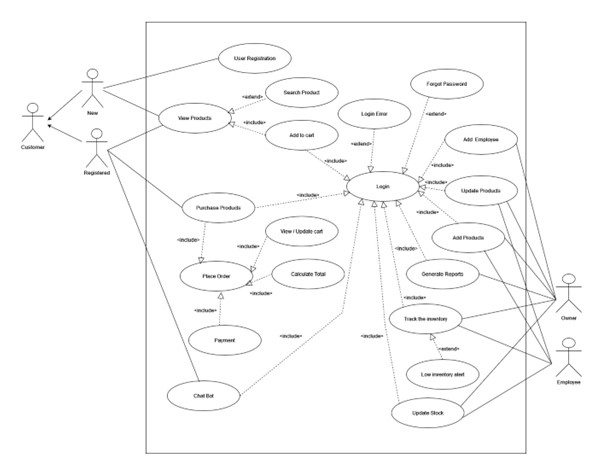 User Registration
Forgot Password
Search Product
«extend»
New
View Products
Login Error
«extend»
Customer
«include»
Add to cart
«extend»
Add Employee
«include»
«include»
Registered
Login
«include»
Update Products
«include»
Purchase Products
«include»
View / Update cart
Add Products
«include»
«include»
«include»
Place Order
Calculate Total
Generate Reports
«include»
«include»
«include»
Track the inventory
Owner
Payment
«include»
«include»
«extend»
Low inventory alert
Employee
Chat Bot
Update Stock